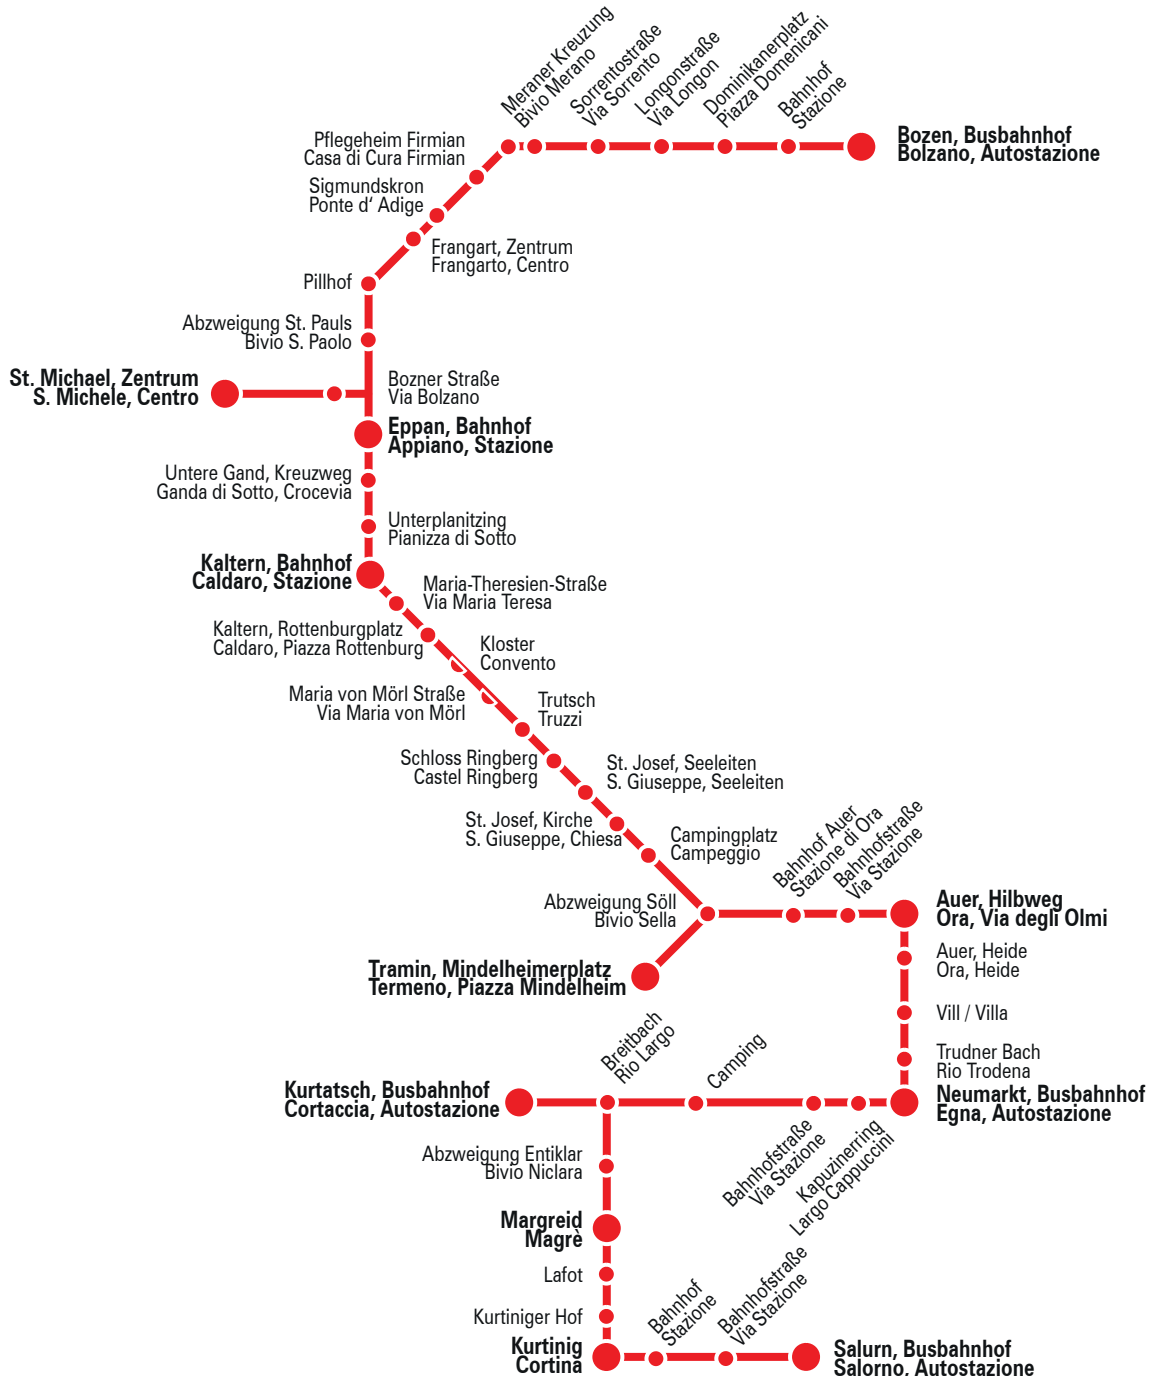 Meraner Kreuzung
Bivio Merano
Sorrentostraße
Via Sorrento
Longonstraße
Via Longon
Dominikanerplatz
Piazza Domenicani
Bahnhof
Stazione
Bozen, Busbahnhof
Bolzano, Autostazione
Pflegeheim Firmian
Casa di Cura Firmian
Sigmundskron
Ponte d‘ Adige
Frangart, Zentrum
Frangarto, Centro
Pillhof
Abzweigung St. Pauls
Bivio S. Paolo
St. Michael, Zentrum
S. Michele, Centro
Bozner Straße
Via Bolzano
Eppan, Bahnhof
Appiano, Stazione
Untere Gand, Kreuzweg
Ganda di Sotto, Crocevia
Unterplanitzing
Pianizza di Sotto
Kaltern, Bahnhof
Caldaro, Stazione
Maria-Theresien-Straße
Via Maria Teresa
Kaltern, Rottenburgplatz
Caldaro, Piazza Rottenburg
Kloster
Convento
Maria von Mörl Straße
Via Maria von Mörl
Trutsch
Truzzi
Schloss Ringberg
Castel Ringberg
St. Josef, Seeleiten
S. Giuseppe, Seeleiten
St. Josef, Kirche
S. Giuseppe, Chiesa
Campingplatz
Campeggio
Bahnhof Auer
Stazione di Ora
Bahnhofstraße
Via Stazione
Abzweigung Söll
Bivio Sella
Auer, Hilbweg
Ora, Via degli Olmi
Tramin, Mindelheimerplatz
Termeno, Piazza Mindelheim
Auer, Heide
Ora, Heide
Vill / Villa
Trudner Bach
Rio Trodena
Breitbach
Rio Largo
Camping
Kurtatsch, Busbahnhof
Cortaccia, Autostazione
Neumarkt, Busbahnhof
Egna, Autostazione
Bahnhofstraße
Via Stazione
Kapuzinerring
Largo Cappuccini
Abzweigung Entiklar
Bivio Niclara
Margreid
Magrè
Lafot
Kurtiniger Hof
Bahnhof
Stazione
Bahnhofstraße
Via Stazione
Kurtinig
Cortina
Salurn, Busbahnhof
Salorno, Autostazione